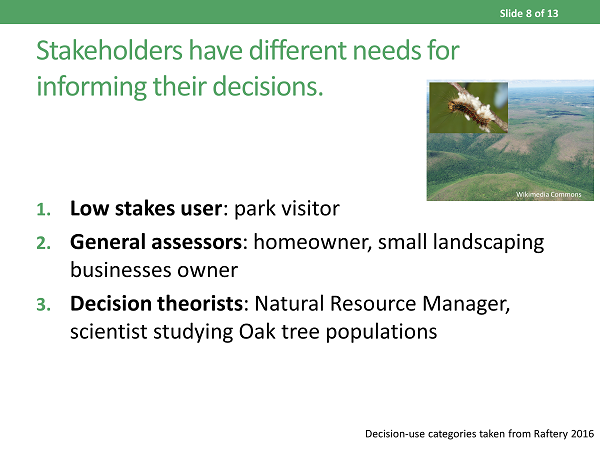 Slide 8 of 13
Stakeholders have different needs for
informing their decisions.
Wikimedia Commons
1. Low stakes user: park visitor
2. General assessors: homeowner, small landscaping
businesses owner
3. Decision theorists: Natural Resource Manager,
scientist studying Oak tree populations
Decision-use categories taken from Raftery 2016